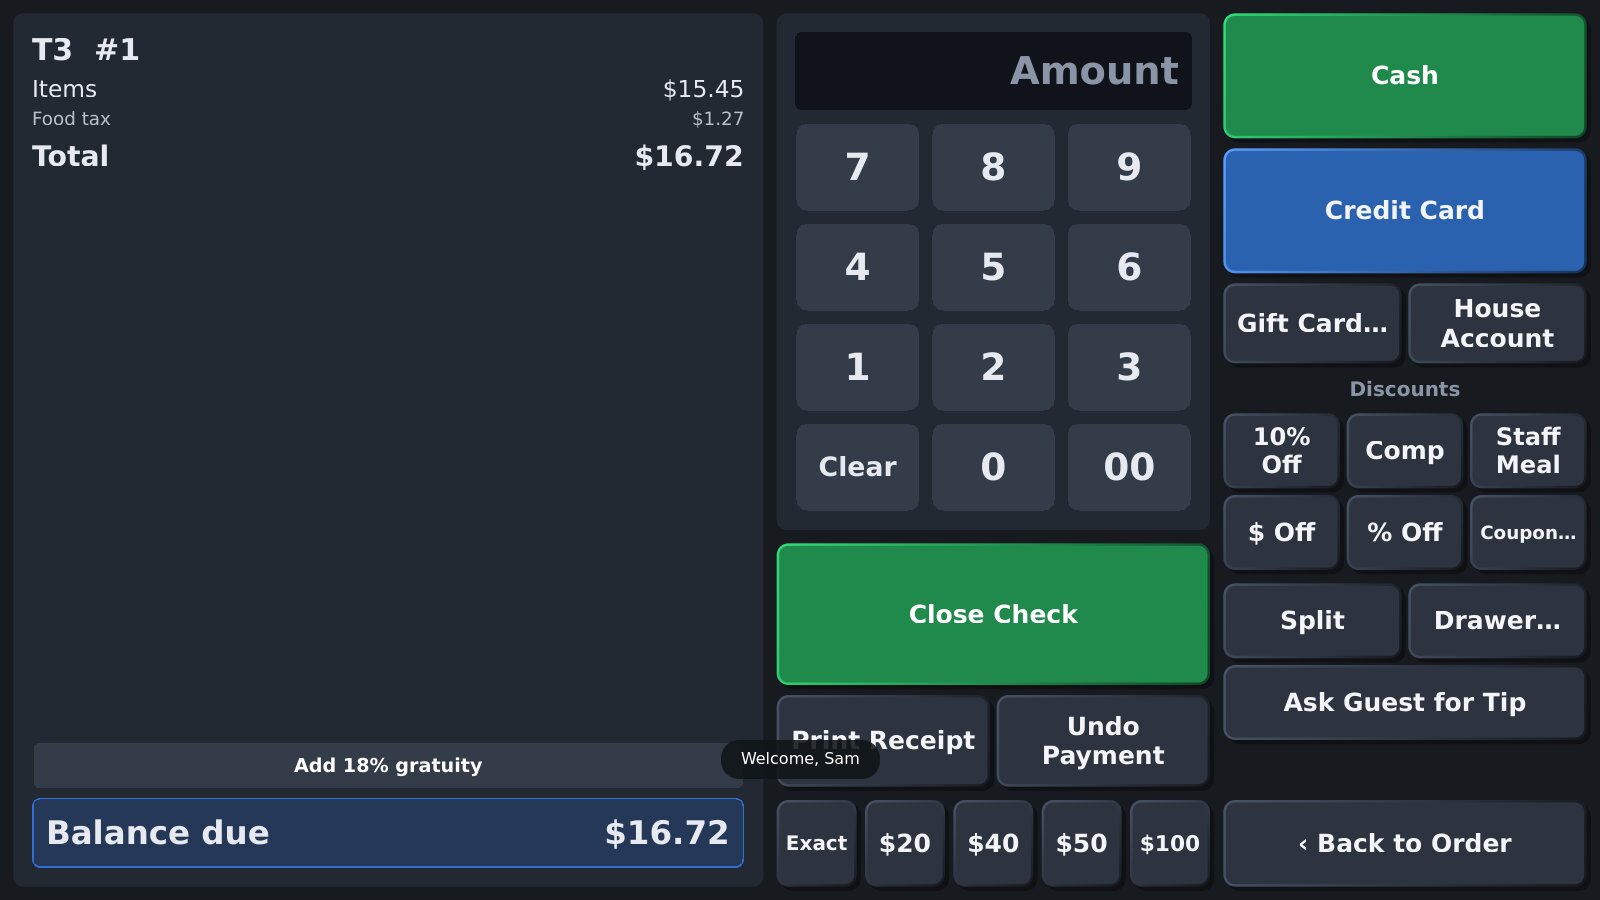 T3 #1
Items $15.45
Food tax $1.27
Total $16.72
Add 18% gratuity
Balance due $16.72
Amount
7 8 9
4 5 6
1 2 3
Clear 0 00
Close Check
Print Receipt
Undo
Payment
Welcome, Sam
Exact $20 $40 $50 $100
Cash
Credit Card
Gift Card...
House
Account
Discounts
10%
Off
Comp
Staff
Meal
$ Off
% Off
Coupon...
Split
Drawer...
Ask Guest for Tip
‹ Back to Order